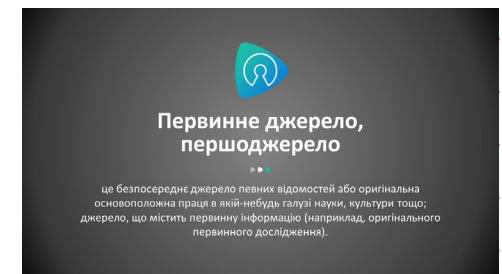 Первинне джерело,
першоджерело
це безпосереднє джерело певних відомостей або оригінальна
основоположна праця в якій-небудь галузі науки, культури тощо;
джерело, що містить первинну інформацію (наприклад, оригінального
первинного дослідження).